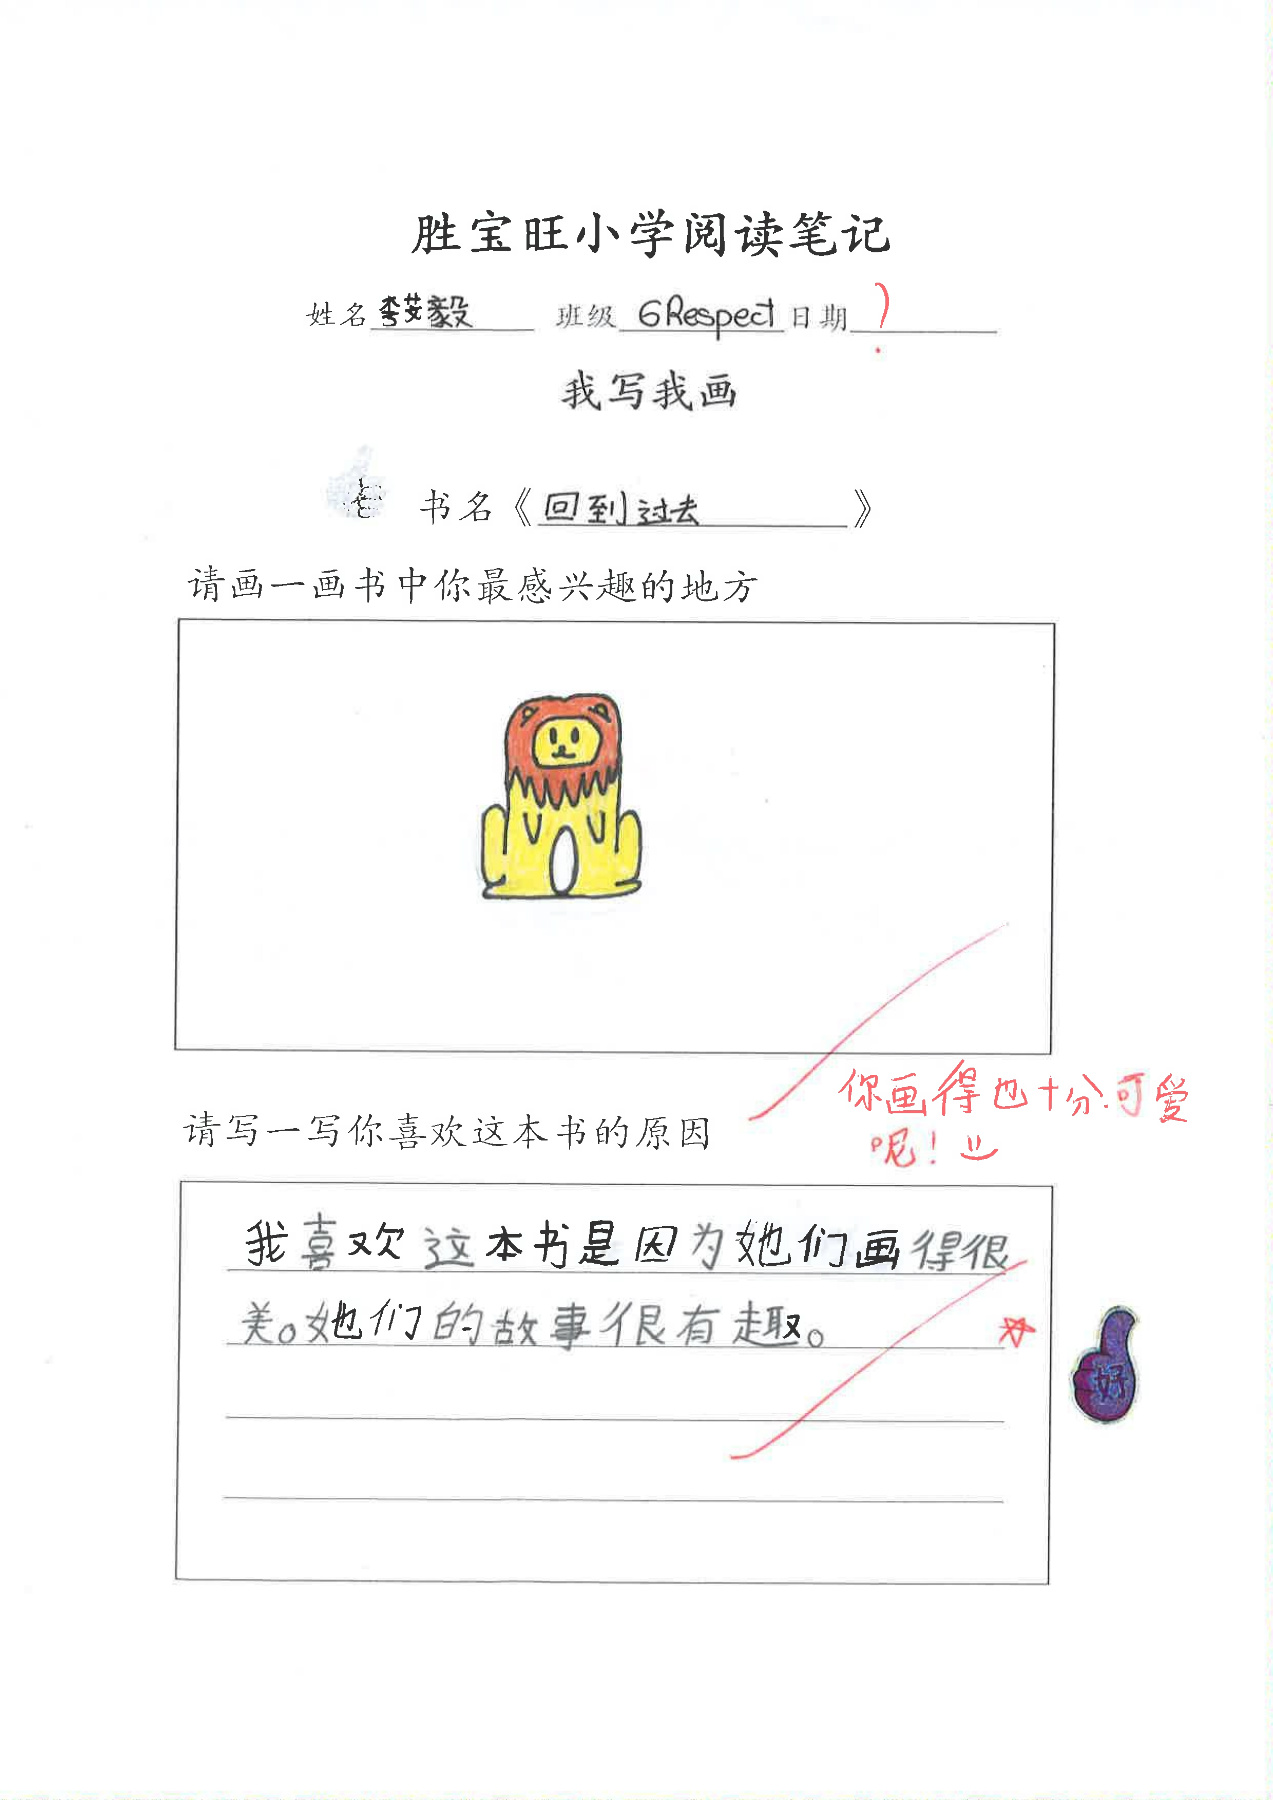 胜宝旺小学阅读笔记
姓名 李艾毅 班级 6Respect 日期 ?
我写我画
书名《回到过去》
请画一画书中你最感兴趣的地方
你画得也十分可爱
呢！
请写一写你喜欢这本书的原因
我喜欢这本书是因为她们画得很
美。她们的故事很有趣。
好